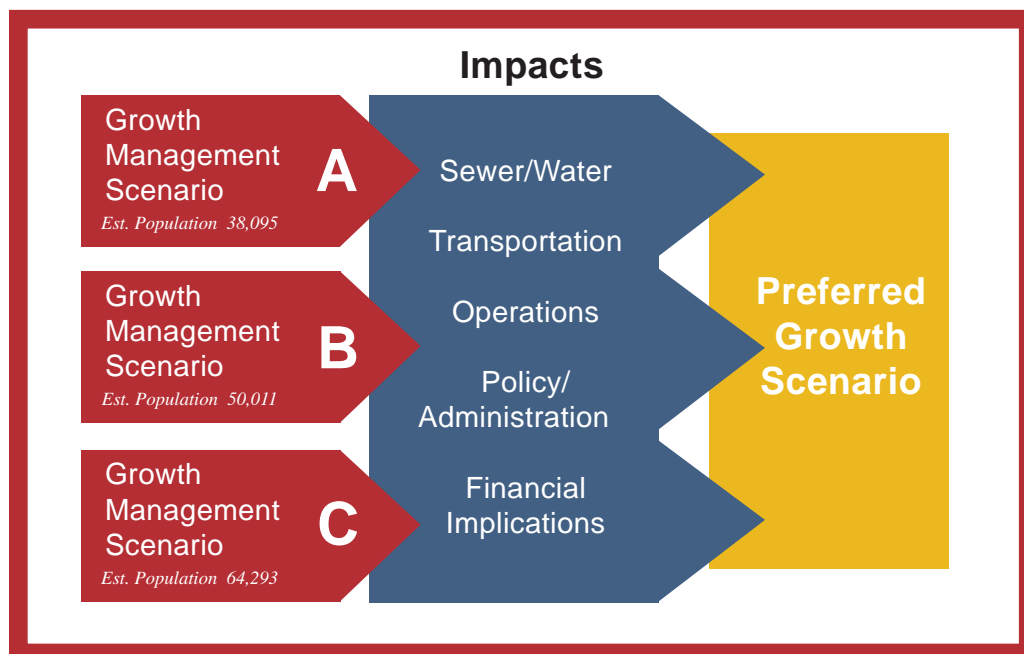 Impacts
Growth
Management
Scenario
A
Est. Population 38,095
Growth
Management
Scenario
B
Est. Population 50,011
Growth
Management
Scenario
C
Est. Population 64,293
Sewer/Water
Transportation
Operations
Policy/
Administration
Financial
Implications
Preferred
Growth
Scenario